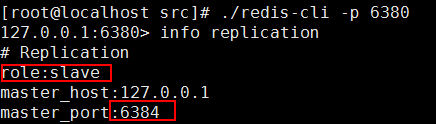 [root@localhost src]# ./redis-cli -p 6380
127.0.0.1:6380> info replication
# Replication
role:slave
master_host:127.0.0.1
master_port:6384